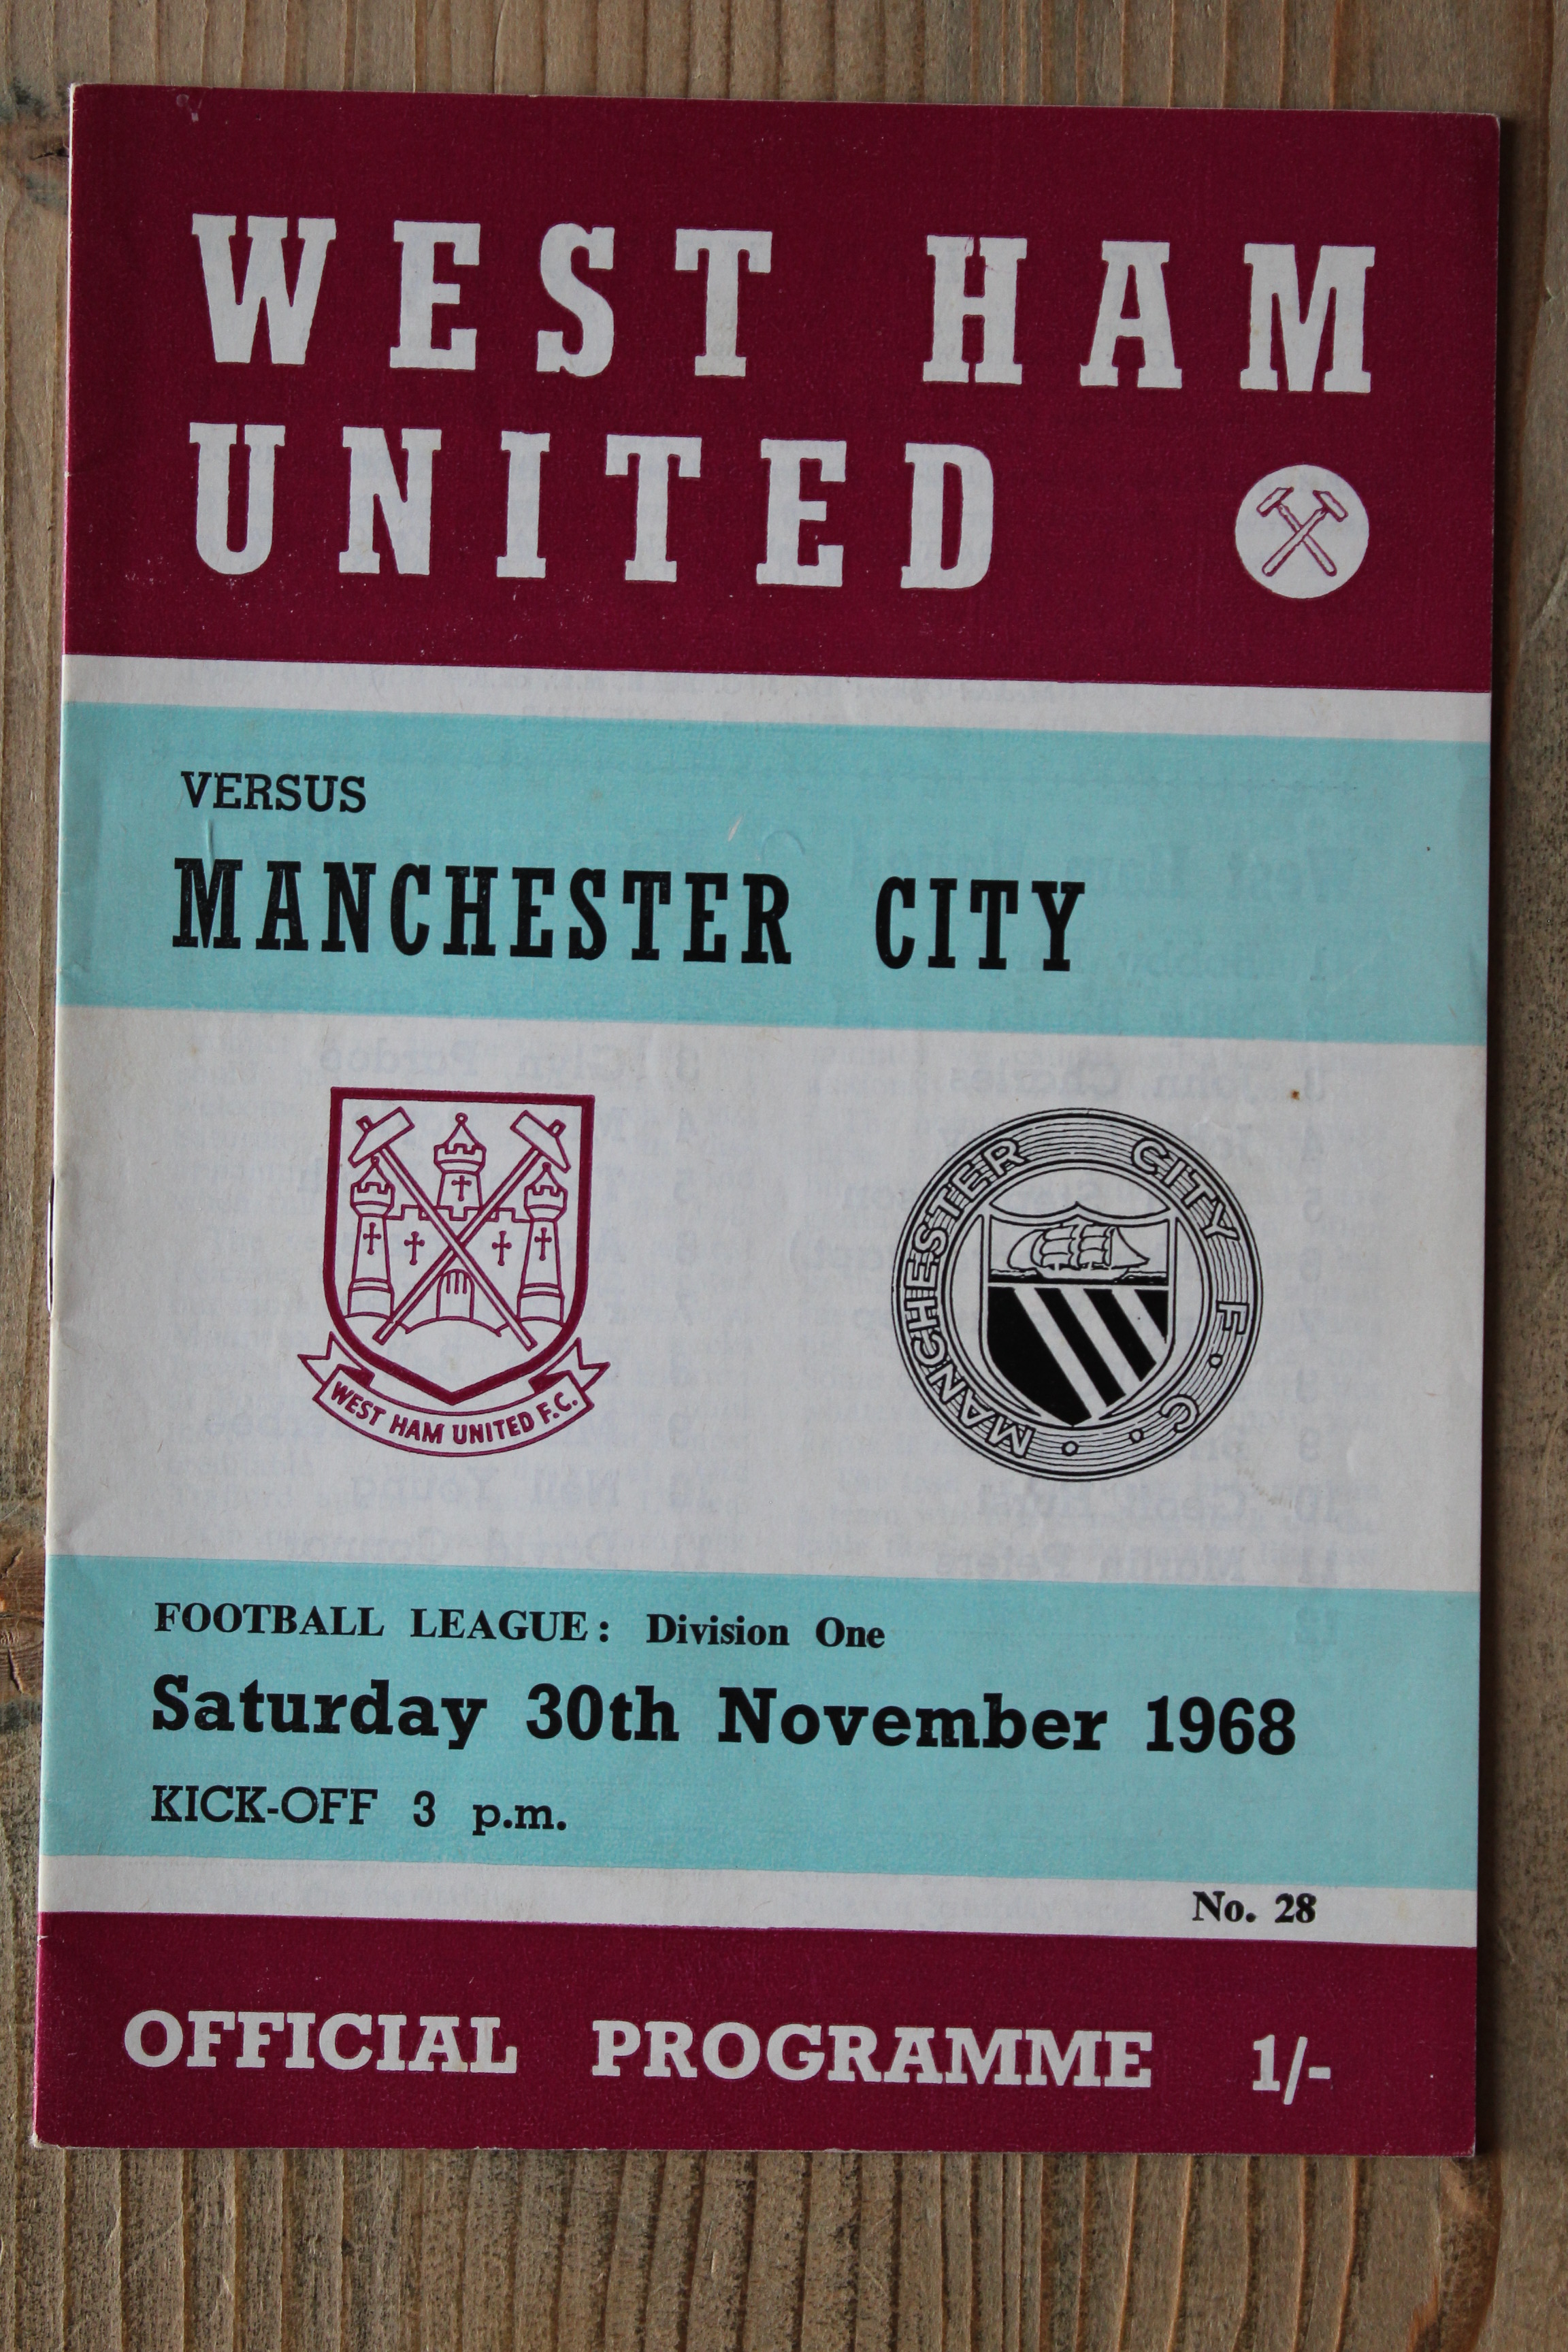 WEST HAM
UNITED
VERSUS
MANCHESTER CITY
WEST HAM UNITED F.C.
MANCHESTER CITY F. C.
FOOTBALL LEAGUE: Division One
Saturday 30th November 1968
KICK-OFF 3 p.m.
No. 28
OFFICIAL PROGRAMME 1/-